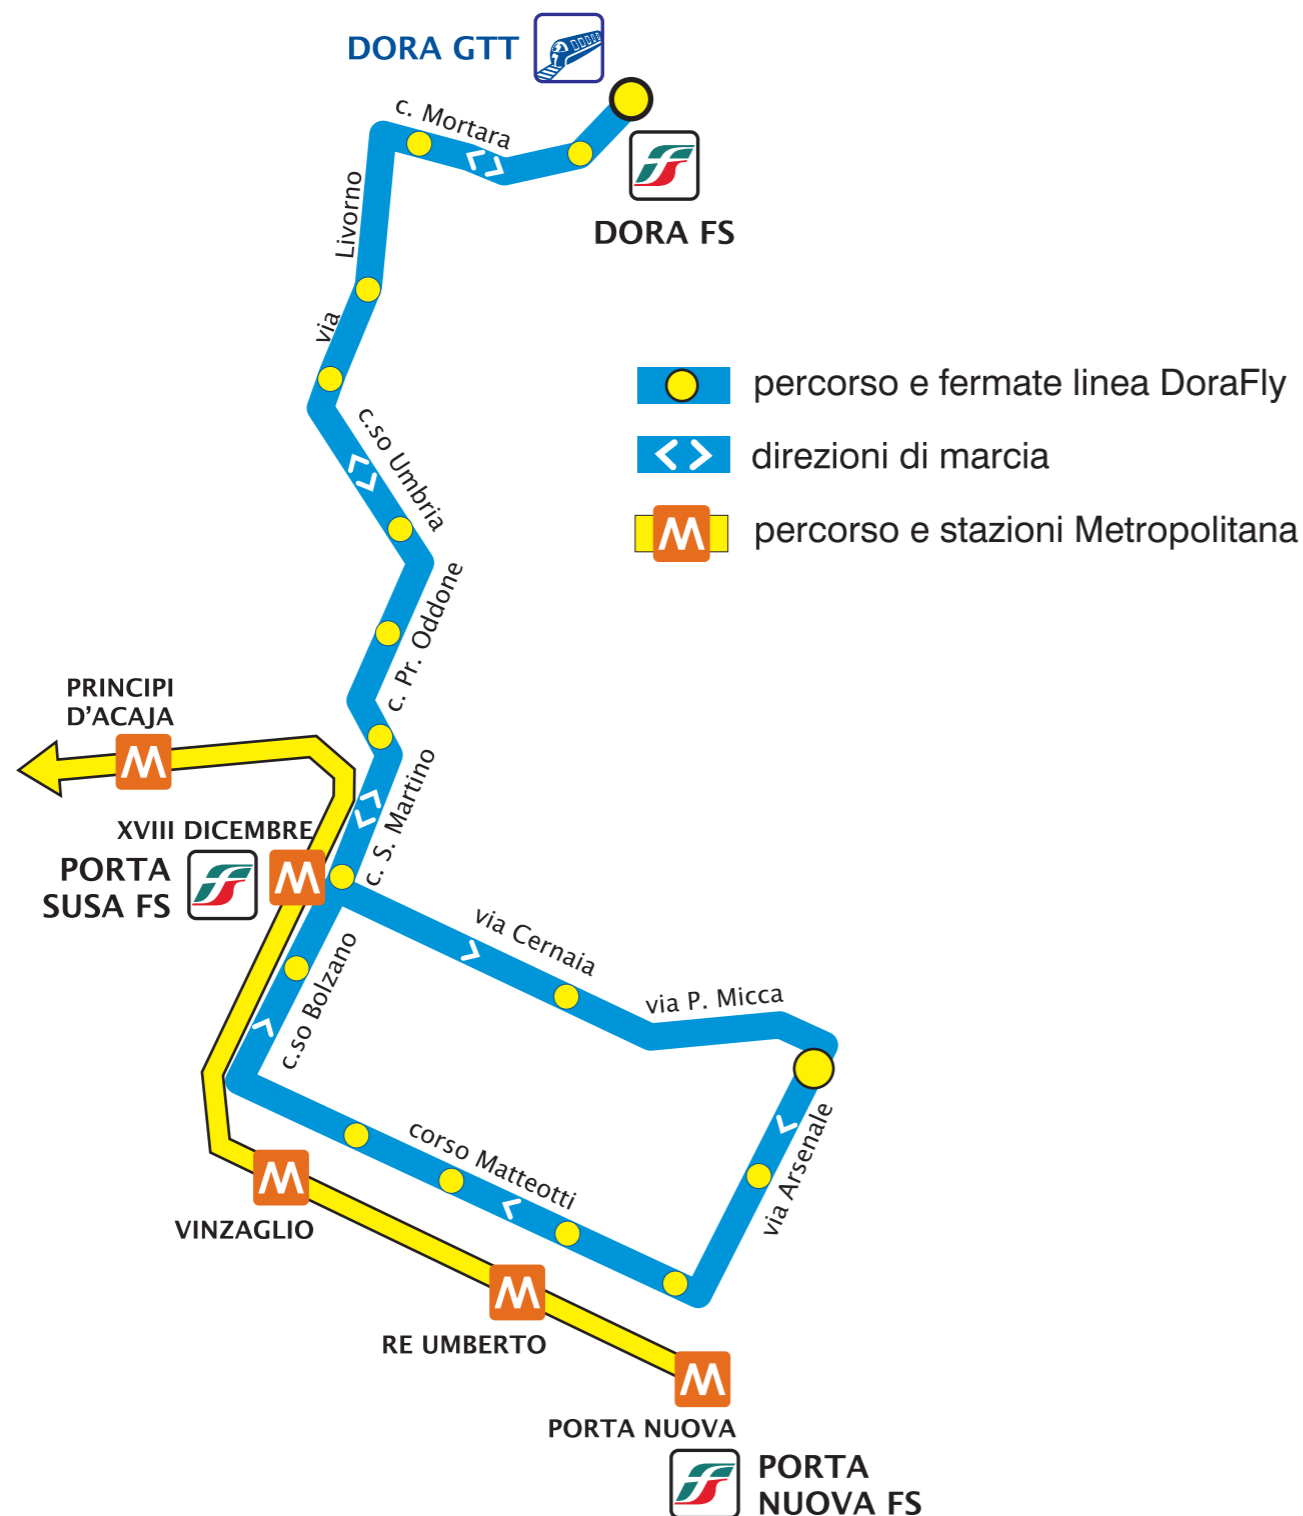 DORA GTT
c. Mortara
DORA FS
Livorno
via
percorso e fermate linea DoraFly
c.so Umbria
direzioni di marcia
percorso e stazioni Metropolitana
c. Pr. Oddone
PRINCIPI
D’ACAJA
c. S. Martino
XVIII DICEMBRE
PORTA
SUSA FS
via Cernaia
c.so Bolzano
via P. Micca
via Arsenale
corso Matteotti
VINZAGLIO
RE UMBERTO
PORTA NUOVA
PORTA
NUOVA FS